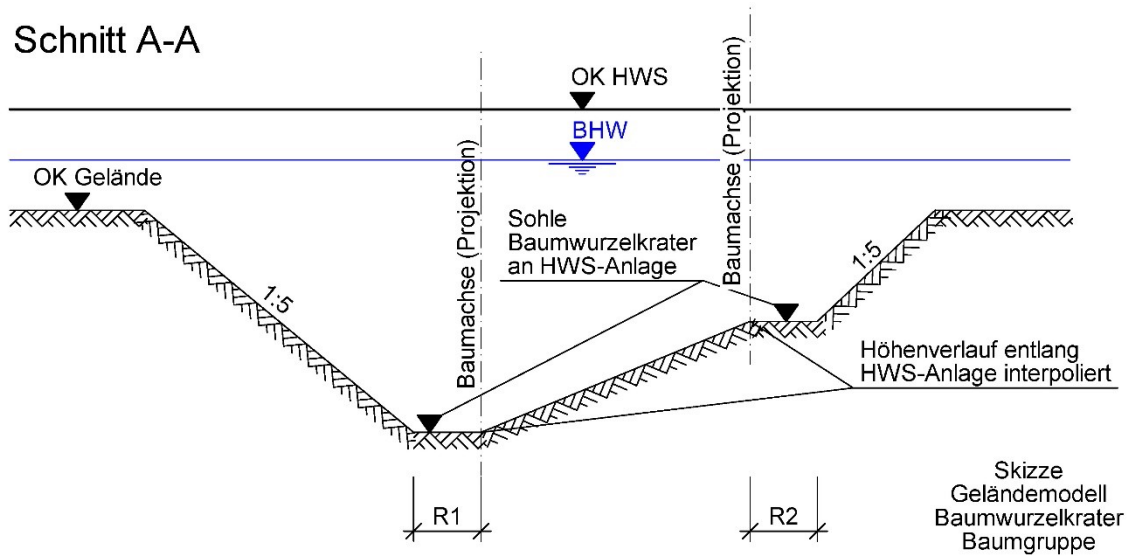 Schnitt A-A
OK HWS
BHW
OK Gelände
Baumachse (Projektion)
Baumachse (Projektion)
Sohle
Baumwurzelkrater
an HWS-Anlage
1:5
1:5
Höhenverlauf entlang
HWS-Anlage interpoliert
R1
R2
Skizze
Geländemodell
Baumwurzelkrater
Baumgruppe